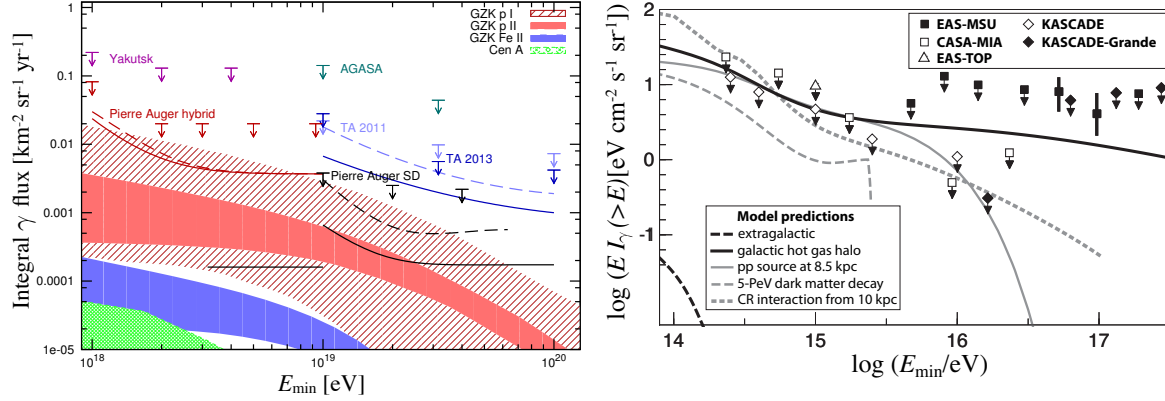 GZK p I
GZK p II
GZK Fe II
Cen A
Yakutsk
AGASA
Pierre Auger hybrid
TA 2011
TA 2013
Pierre Auger SD
1
0.1
0.01
0.001
0.0001
1e-05
10¹⁸
10¹⁹
10²⁰
Integral γ flux [km⁻² sr⁻¹ yr⁻¹]
E_min [eV]
EAS-MSU
CASA-MIA
EAS-TOP
KASCADE
KASCADE-Grande
Model predictions
extragalactic
galactic hot gas halo
pp source at 8.5 kpc
5-PeV dark matter decay
CR interaction from 10 kpc
2
1
0
-1
14
15
16
17
log (E I_γ (>E) [eV cm⁻² s⁻¹ sr⁻¹])
log (E_min/eV)